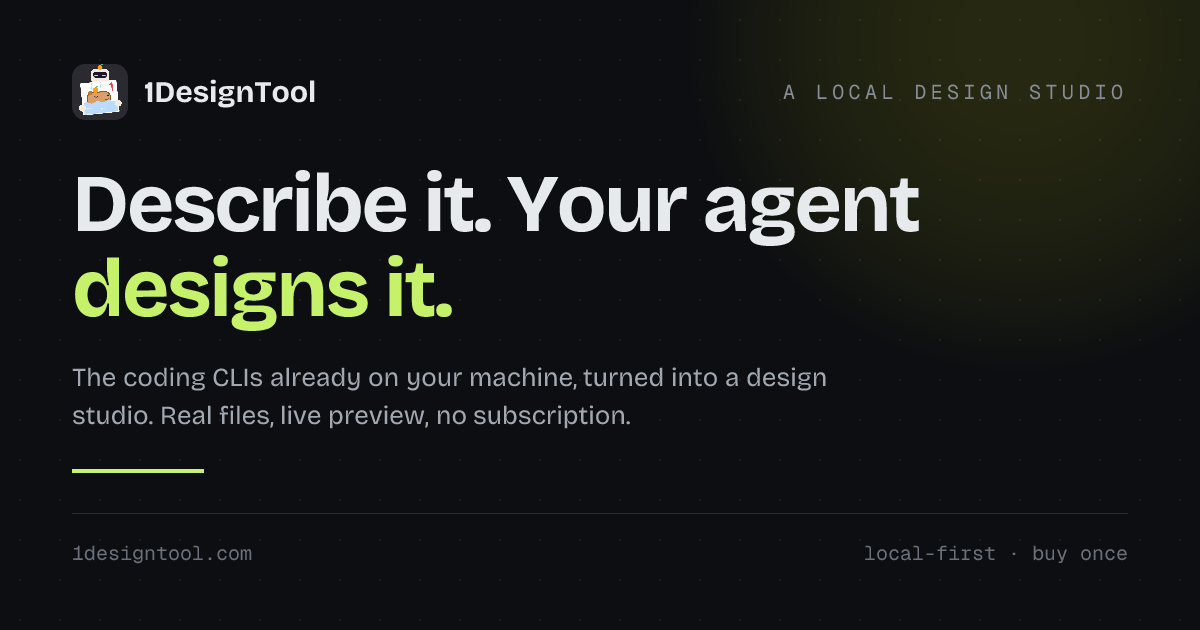 1DesignTool
A LOCAL DESIGN STUDIO
Describe it. Your agent
designs it.
The coding CLIs already on your machine, turned into a design
studio. Real files, live preview, no subscription.
1designtool.com
local-first · buy once